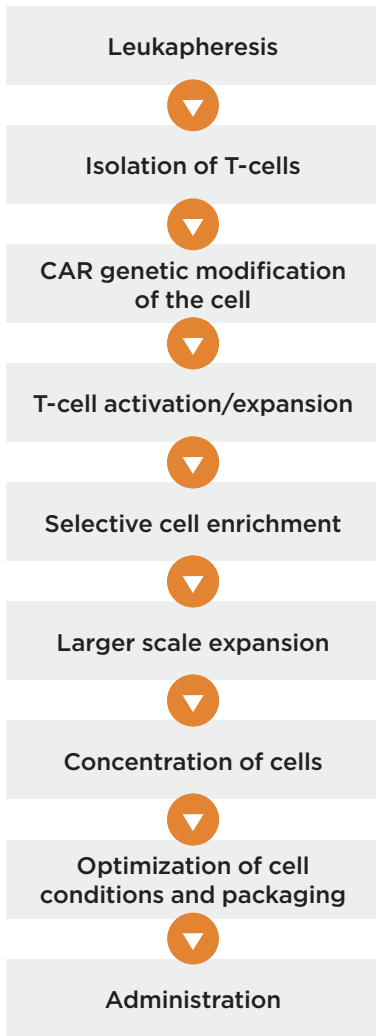 Leukapheresis
Isolation of T-cells
CAR genetic modification
of the cell
T-cell activation/expansion
Selective cell enrichment
Larger scale expansion
Concentration of cells
Optimization of cell
conditions and packaging
Administration